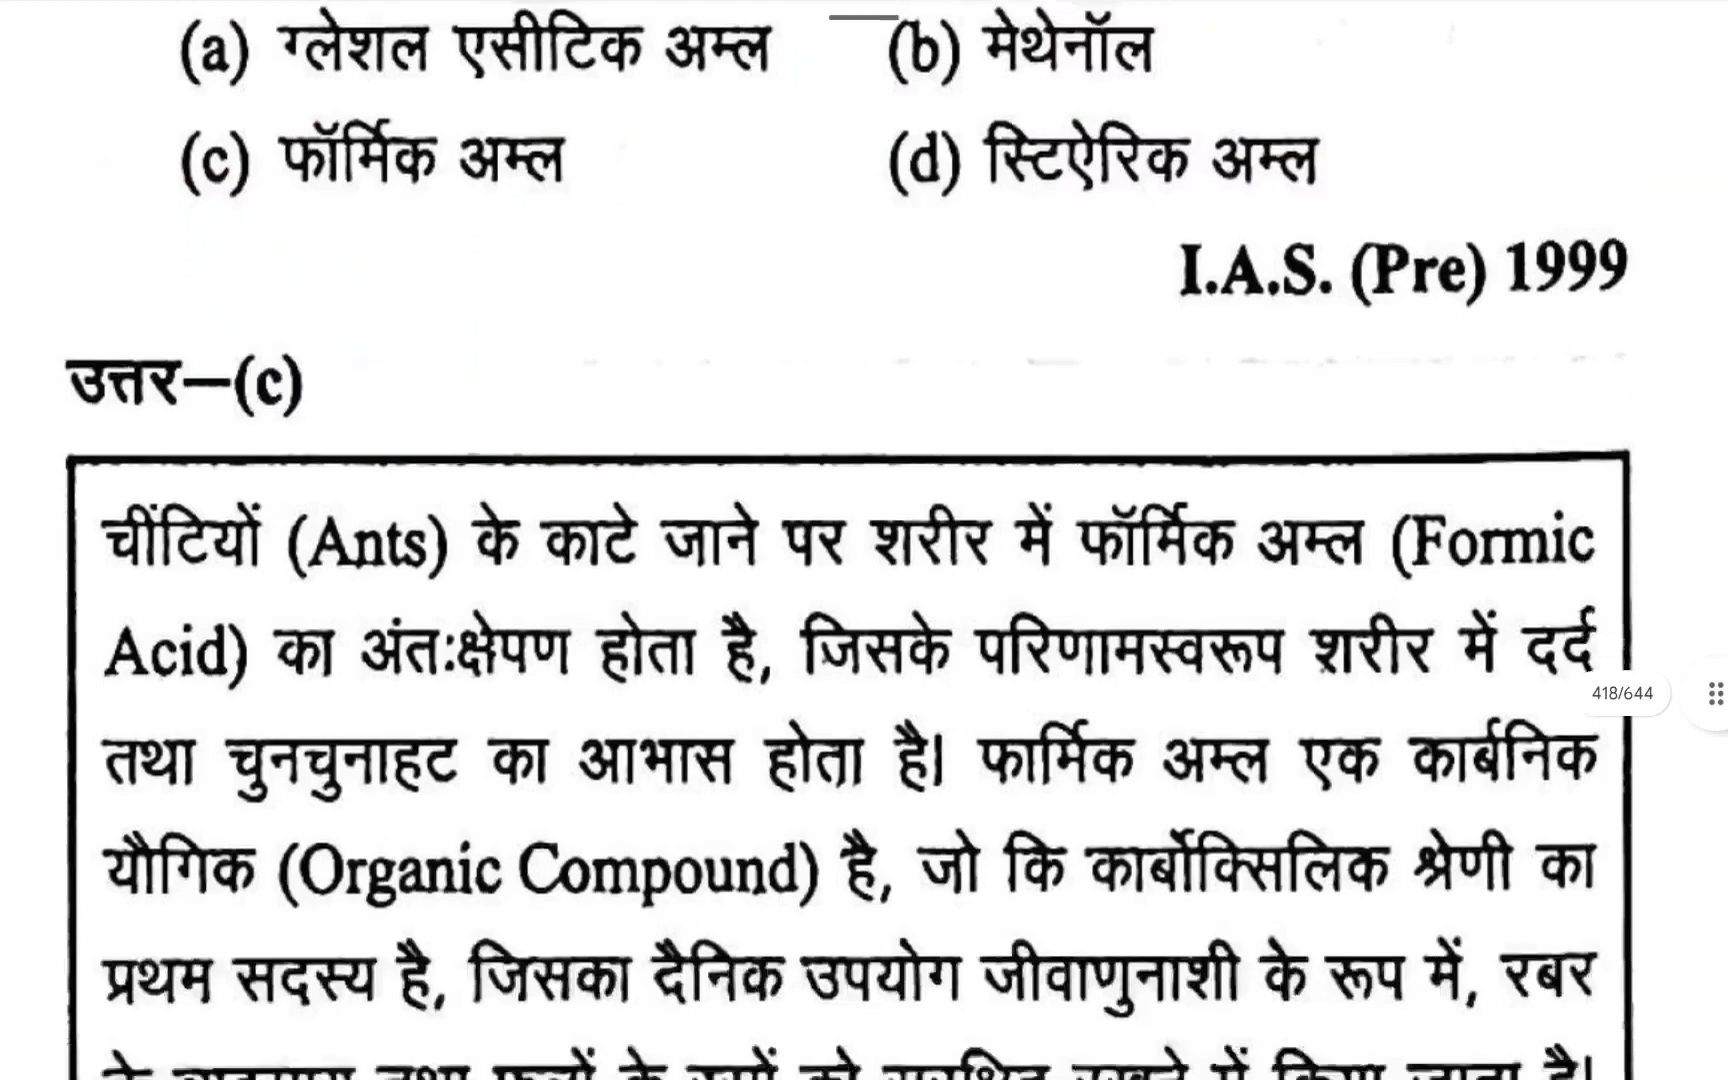 (a) ग्लेशल एसीटिक अम्ल (b) मेथेनॉल
(c) फॉर्मिक अम्ल (d) स्टिऐरिक अम्ल
I.A.S. (Pre) 1999
उत्तर—(c)
चींटियों (Ants) के काटे जाने पर शरीर में फॉर्मिक अम्ल (Formic
Acid) का अंत:क्षेपण होता है, जिसके परिणामस्वरूप शरीर में दर्द
418/644
तथा चुनचुनाहट का आभास होता है। फार्मिक अम्ल एक कार्बनिक
यौगिक (Organic Compound) है, जो कि कार्बोक्सिलिक श्रेणी का
प्रथम सदस्य है, जिसका दैनिक उपयोग जीवाणुनाशी के रूप में, रबर